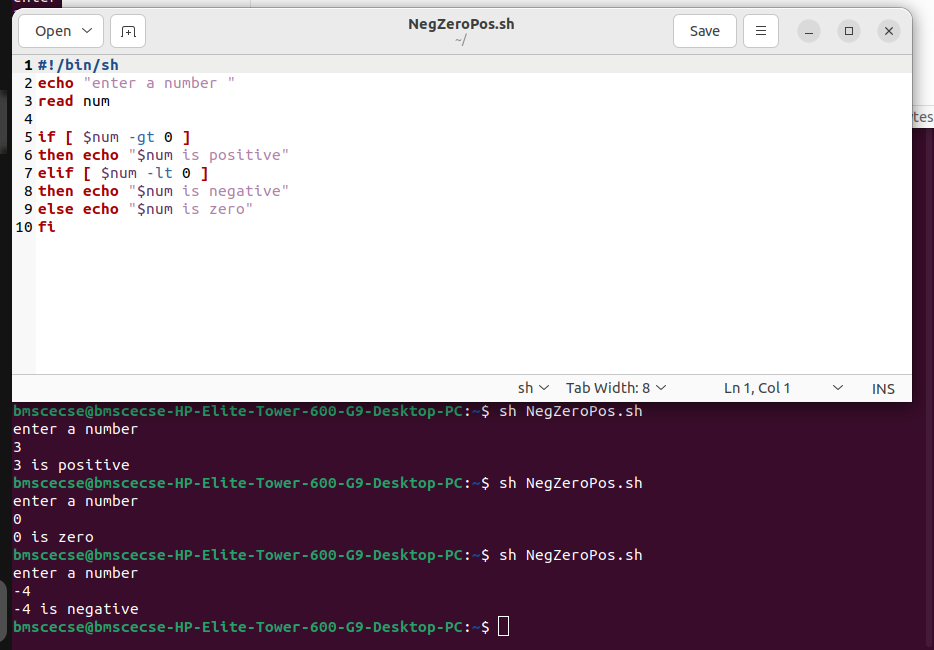 enter
Open
NegZeroPos.sh
~/
Save
tes
1 #!/bin/sh
2 echo "enter a number "
3 read num
4
5 if [ $num -gt 0 ]
6 then echo "$num is positive"
7 elif [ $num -lt 0 ]
8 then echo "$num is negative"
9 else echo "$num is zero"
10 fi
sh Tab Width: 8 Ln 1, Col 1 INS
bmscecse@bmscecse-HP-Elite-Tower-600-G9-Desktop-PC:~$ sh NegZeroPos.sh
enter a number
3
3 is positive
bmscecse@bmscecse-HP-Elite-Tower-600-G9-Desktop-PC:~$ sh NegZeroPos.sh
enter a number
0
0 is zero
bmscecse@bmscecse-HP-Elite-Tower-600-G9-Desktop-PC:~$ sh NegZeroPos.sh
enter a number
-4
-4 is negative
bmscecse@bmscecse-HP-Elite-Tower-600-G9-Desktop-PC:~$